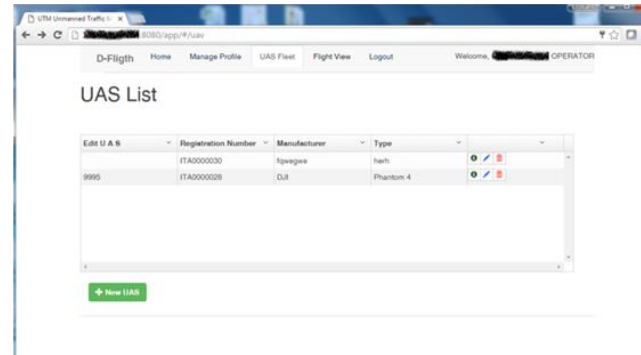 UTM Unmanned Traffic
8080/app/#/uav
D-Fligth Home Manage Profile UAS Fleet Flight View Logout Welcome, OPERATOR
UAS List
Edit U A S Registration Number Manufacturer Type
ITA0000030 fqwegwe herh
9995 ITA0000028 DJI Phantom 4
+ New UAS